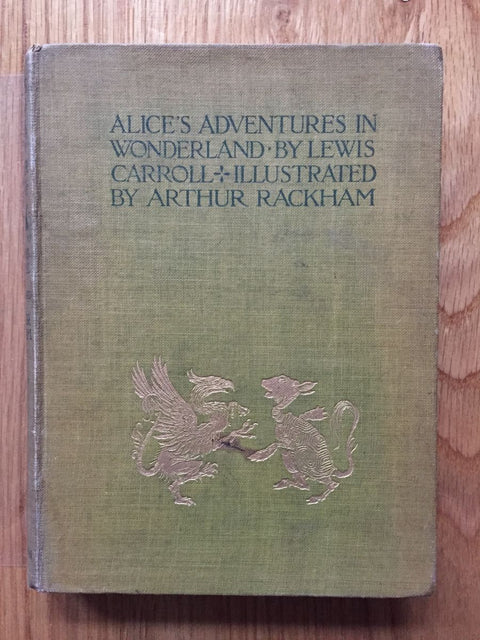 ALICE'S ADVENTURES IN
WONDERLAND · BY LEWIS
CARROLL ✣ ILLUSTRATED
BY ARTHUR RACKHAM